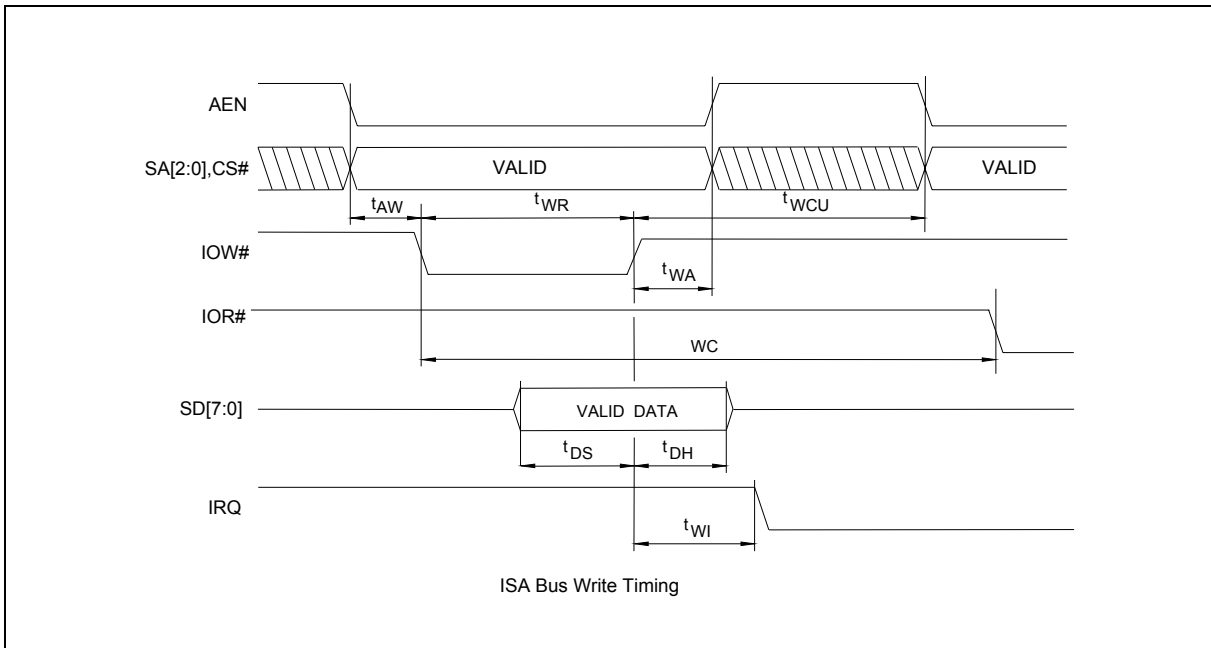 AEN
SA[2:0],CS#
VALID
VALID
tAW
tWR
tWCU
IOW#
tWA
IOR#
WC
SD[7:0]
VALID DATA
tDS
tDH
IRQ
tWI
ISA Bus Write Timing